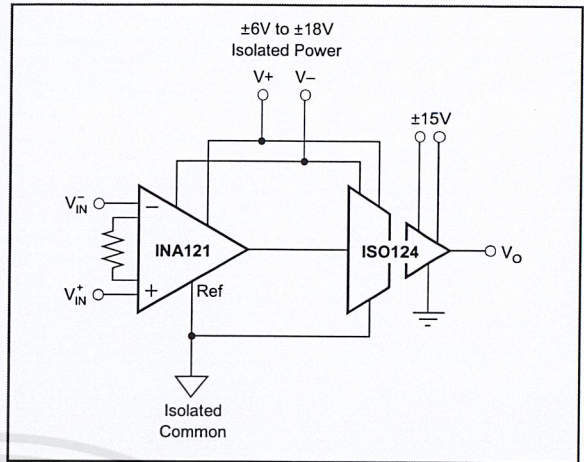 ±6V to ±18V
Isolated Power
V+ V–
±15V
V⁻IN
INA121
ISO124
VO
V⁺IN
Ref
Isolated
Common